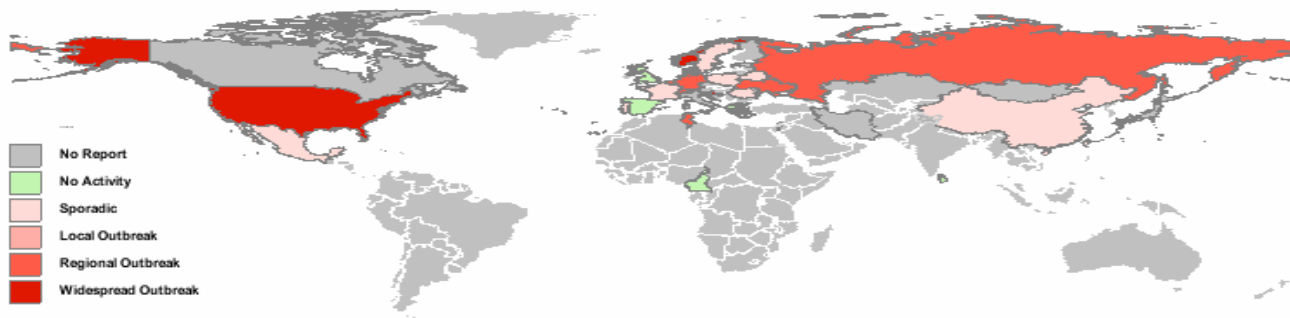 No Report
No Activity
Sporadic
Local Outbreak
Regional Outbreak
Widespread Outbreak